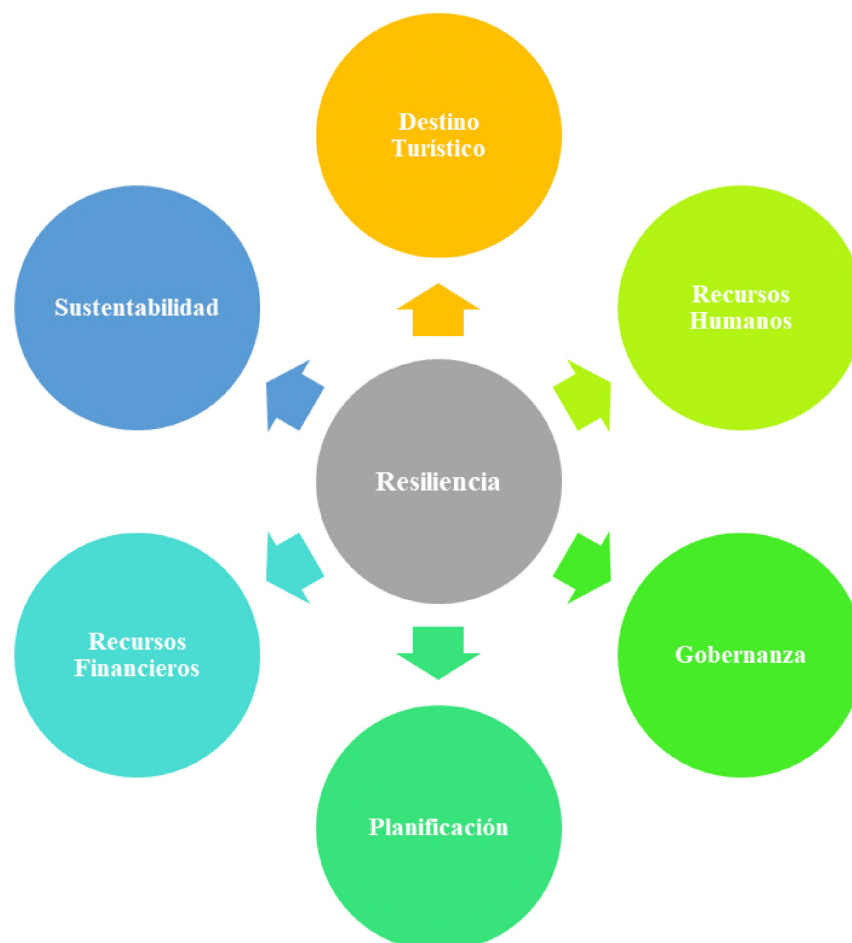 Destino
Turístico
Sustentabilidad
Recursos
Humanos
Resiliencia
Recursos
Financieros
Gobernanza
Planificación